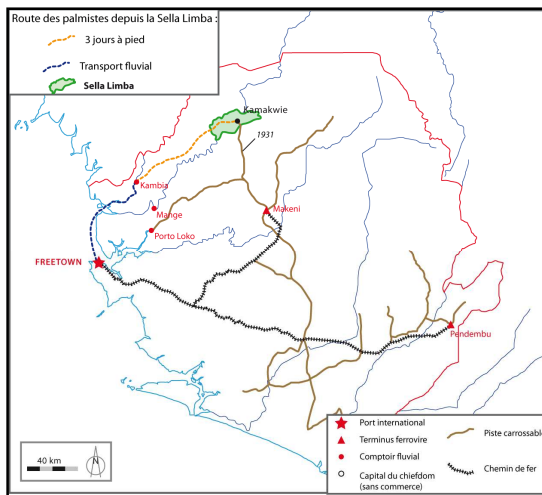 Route des palmistes depuis la Sella Limba :
3 jours à pied
Transport fluvial
Sella Limba
Kamakwie
1931
Kambia
Mange
Makeni
Porto Loko
FREETOWN
Pendembu
40 km
N
Port international
Terminus ferrovire
Comptoir fluvial
Capital du chiefdom
(sans commerce)
Piste carrossable
Chemin de fer